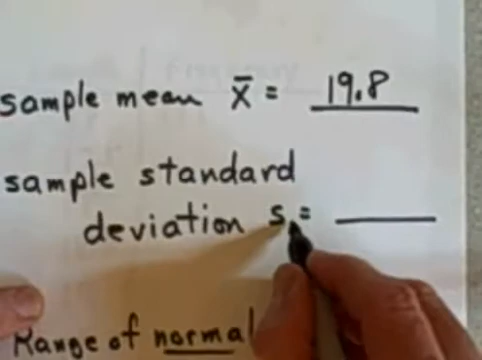 sample mean x̄ = 19.8
sample standard
deviation s = 
Range of normal